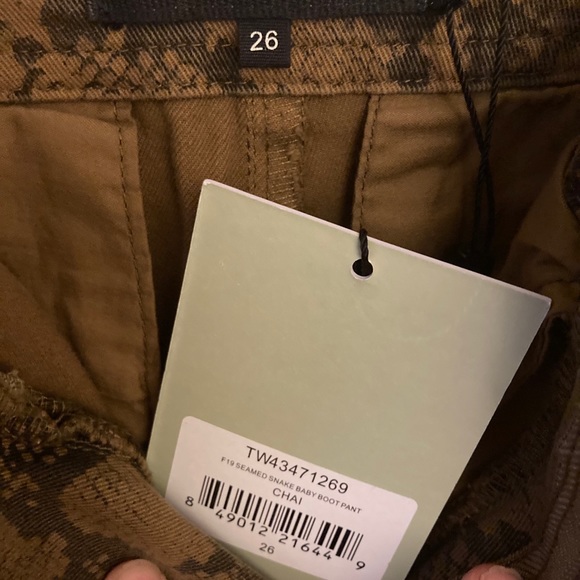 26
TW43471269
F19 SEAMED SNAKE BABY BOOT PANT
CHAI
8 49012 21644 9
26